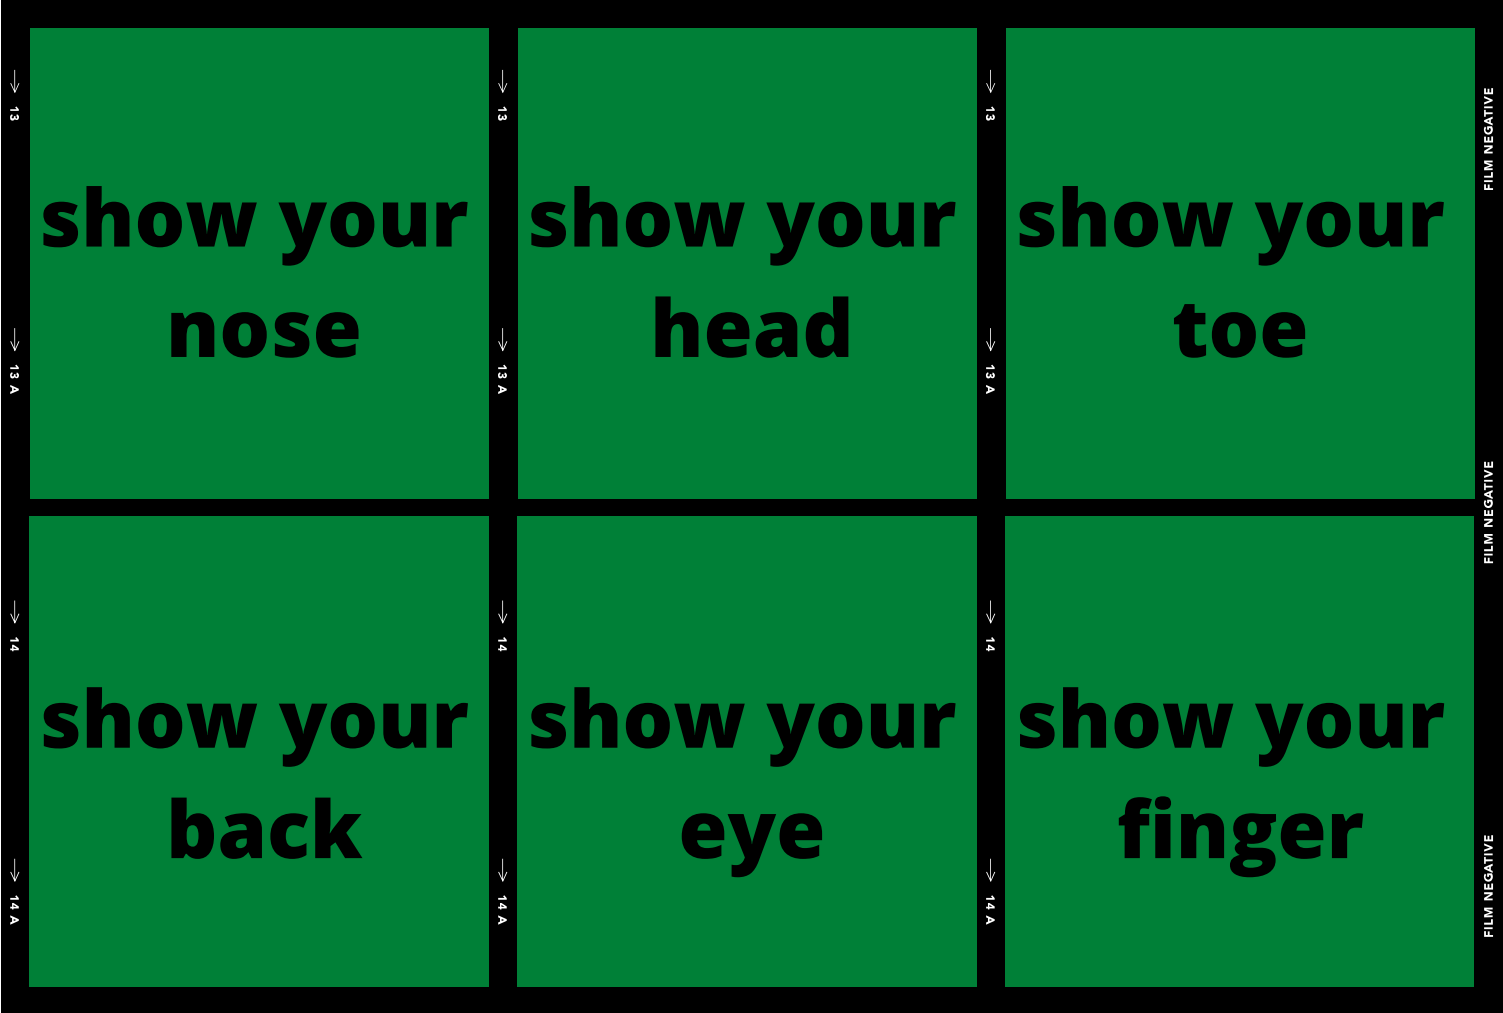 13
13 A
show your
nose
13
13 A
show your
head
13
13 A
show your
toe
FILM NEGATIVE
FILM NEGATIVE
14
14 A
show your
back
14
14 A
show your
eye
14
14 A
show your
finger
FILM NEGATIVE